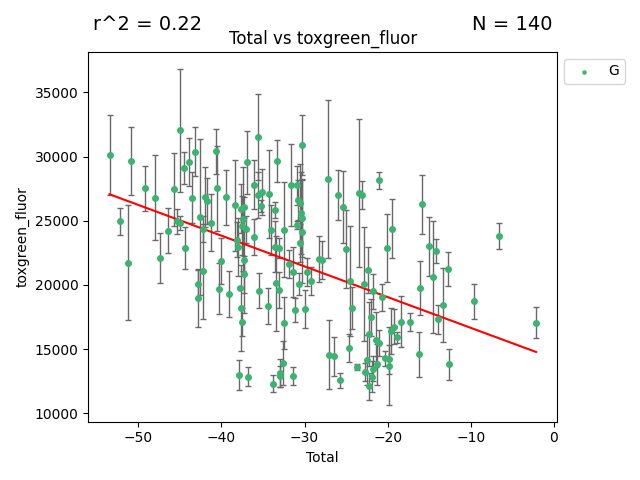 r^2 = 0.22
N = 140
Total vs toxgreen_fluor
G
35000
30000
25000
20000
15000
10000
toxgreen_fluor
−50
−40
−30
−20
−10
0
Total